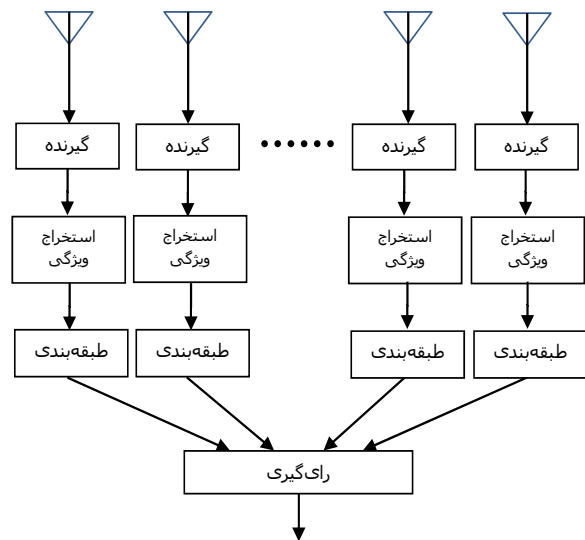 گیرنده
گیرنده
......
گیرنده
گیرنده
استخراج
ویژگی
استخراج
ویژگی
استخراج
ویژگی
استخراج
ویژگی
طبقه‌بندی
طبقه‌بندی
طبقه‌بندی
طبقه‌بندی
رای‌گیری